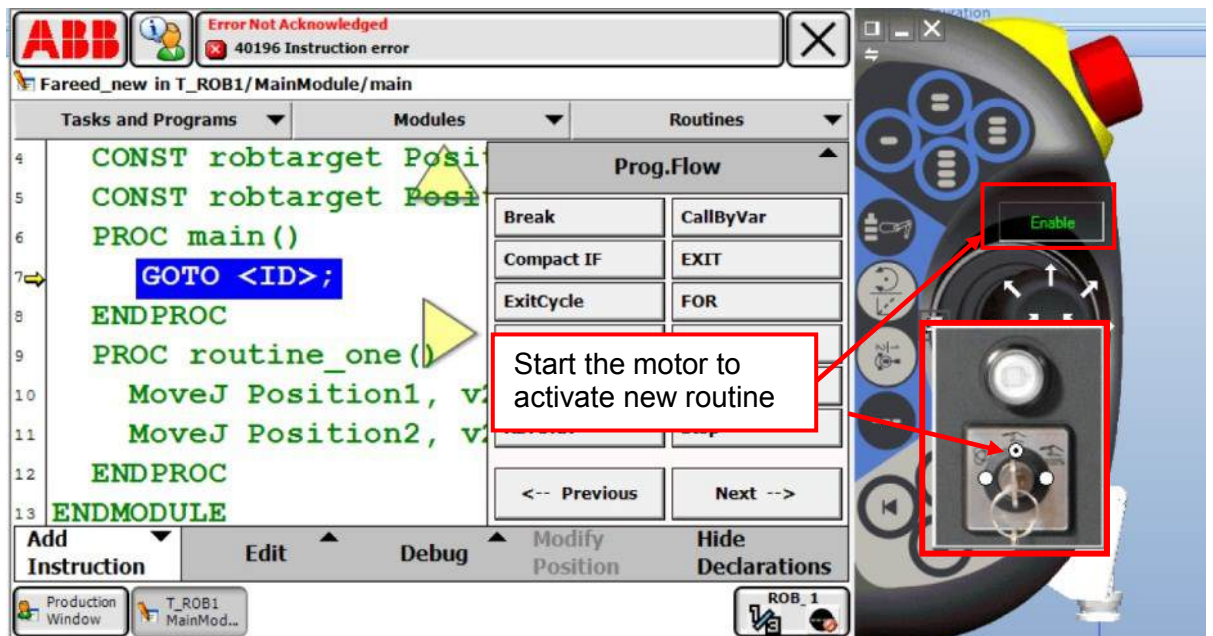 ABB
Error Not Acknowledged
40196 Instruction error
Fareed_new in T_ROB1/MainModule/main
Tasks and Programs
Modules
Routines
4 CONST robtarget Posit
5 CONST robtarget Posit
6 PROC main()
7 GOTO <ID>;
8 ENDPROC
9 PROC routine_one()
10 MoveJ Position1, v2
11 MoveJ Position2, v2
12 ENDPROC
13 ENDMODULE
Prog.Flow
Break CallByVar
Compact IF EXIT
ExitCycle FOR
<-- Previous Next -->
Start the motor to
activate new routine
Enable
Add
Instruction
Edit
Debug
Modify
Position
Hide
Declarations
Production
Window
T_ROB1
MainMod...
ROB_1